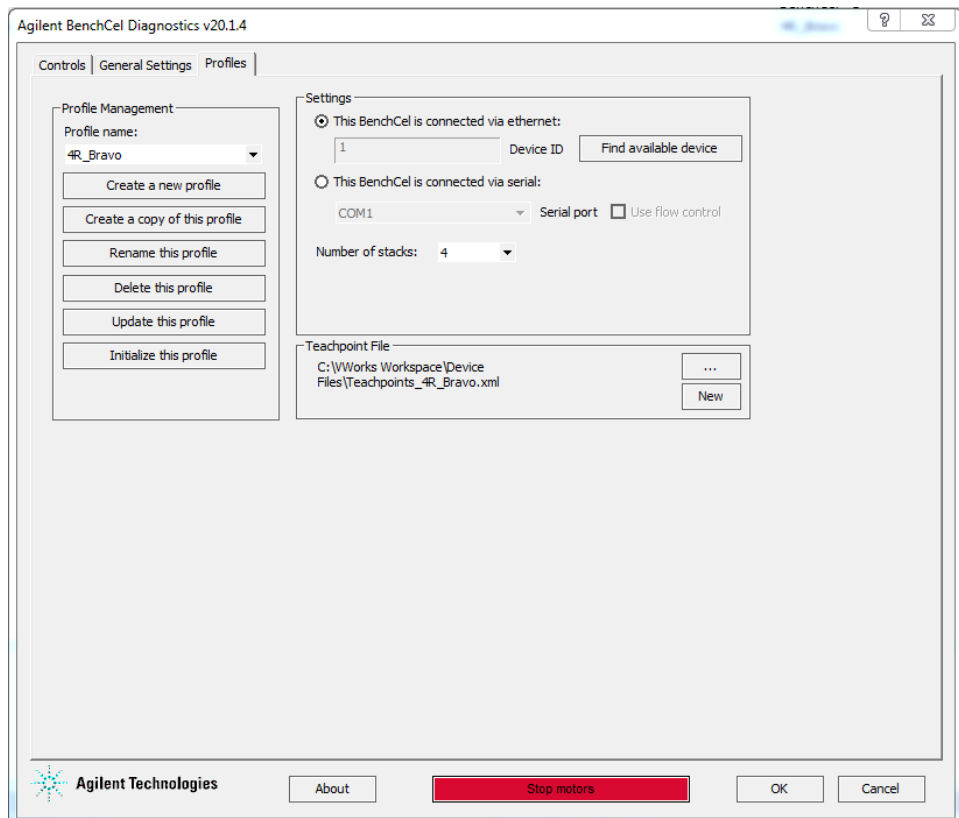 Agilent BenchCel Diagnostics v20.1.4
?
Controls
General Settings
Profiles
Profile Management
Profile name:
4R_Bravo
Create a new profile
Create a copy of this profile
Rename this profile
Delete this profile
Update this profile
Initialize this profile
Settings
This BenchCel is connected via ethernet:
1
Device ID
Find available device
This BenchCel is connected via serial:
COM1
Serial port
Use flow control
Number of stacks:
4
Teachpoint File
C:\VWorks Workspace\Device
Files\Teachpoints_4R_Bravo.xml
...
New
Agilent Technologies
About
Stop motors
OK
Cancel